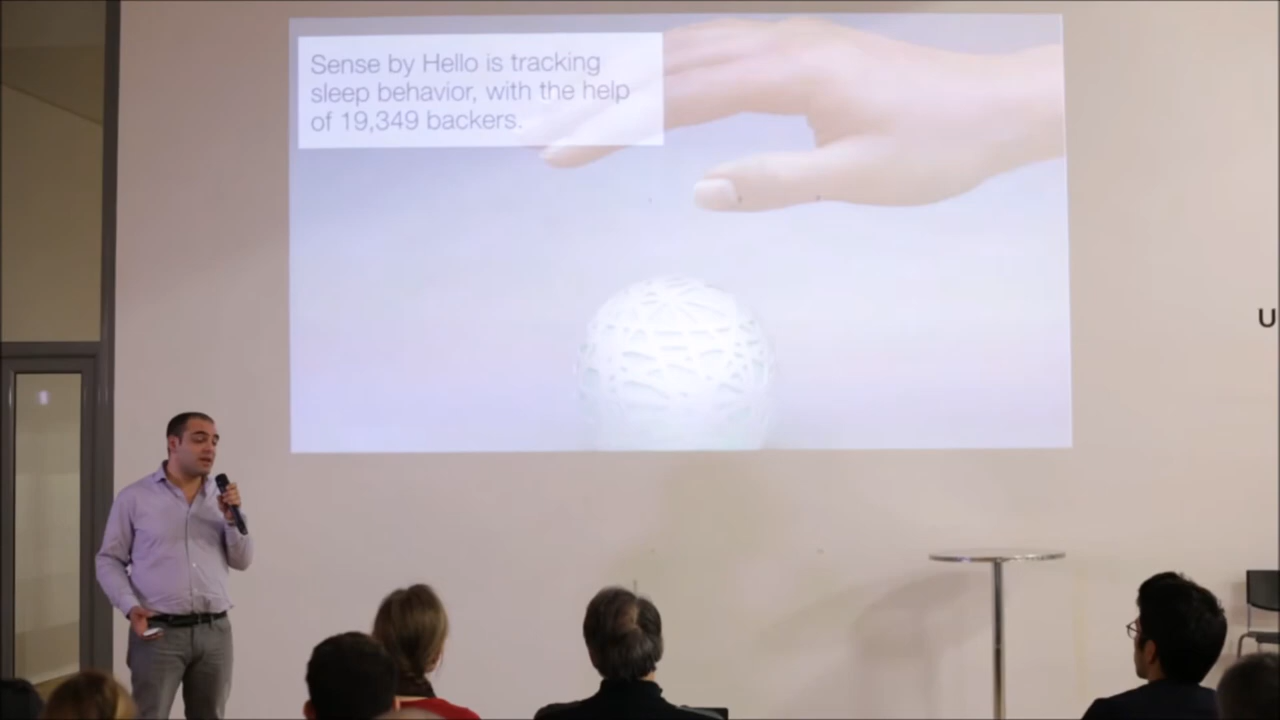 Sense by Hello is tracking
sleep behavior, with the help
of 19,349 backers.
U